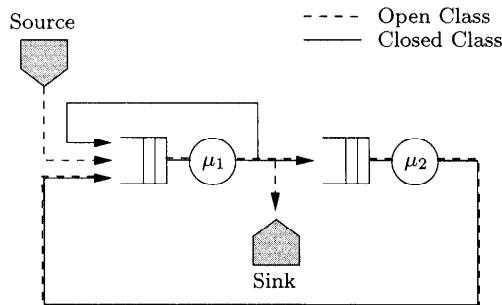 Source
Open Class
Closed Class
μ1
μ2
Sink